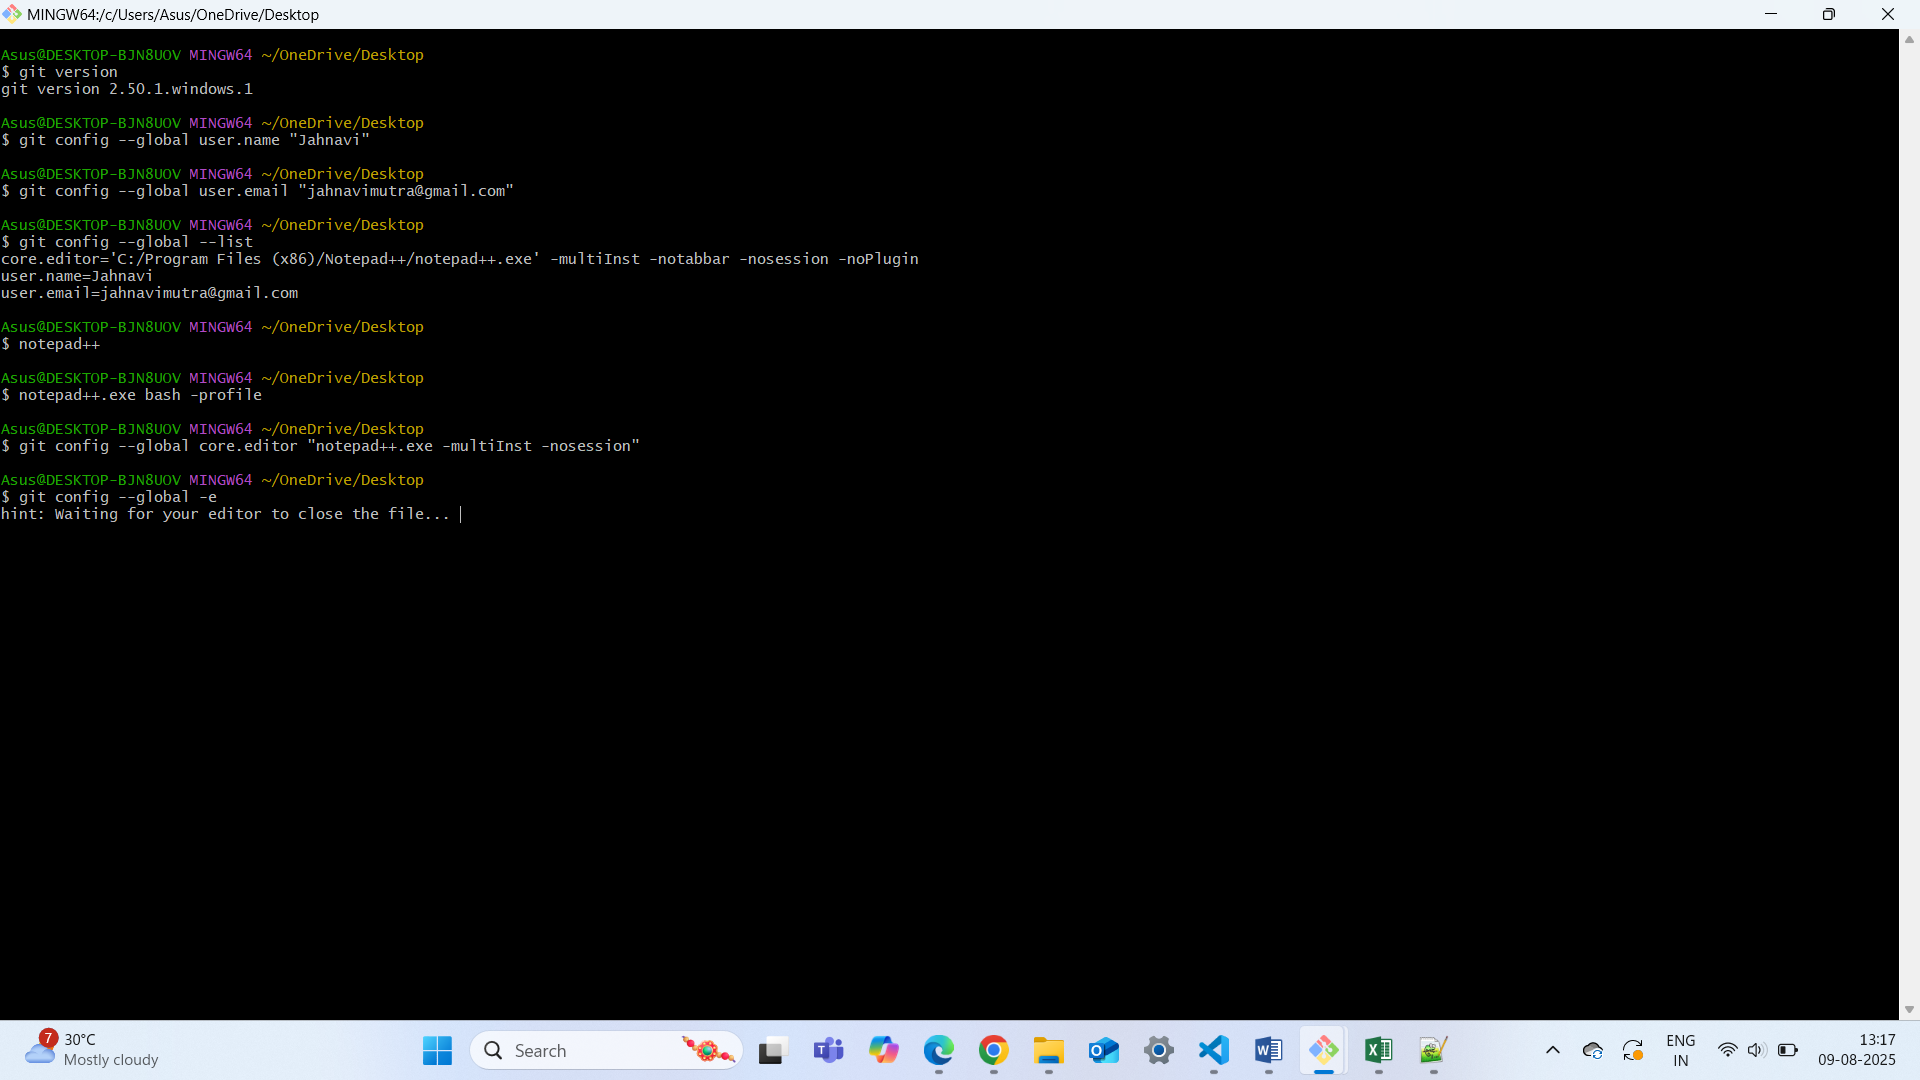 MINGW64:/c/Users/Asus/OneDrive/Desktop
Asus@DESKTOP-BJN8UOV MINGW64 ~/OneDrive/Desktop
$ git version
git version 2.50.1.windows.1
Asus@DESKTOP-BJN8UOV MINGW64 ~/OneDrive/Desktop
$ git config --global user.name "Jahnavi"
Asus@DESKTOP-BJN8UOV MINGW64 ~/OneDrive/Desktop
$ git config --global user.email "jahnavimutra@gmail.com"
Asus@DESKTOP-BJN8UOV MINGW64 ~/OneDrive/Desktop
$ git config --global --list
core.editor='C:/Program Files (x86)/Notepad++/notepad++.exe' -multiInst -notabbar -nosession -noPlugin
user.name=Jahnavi
user.email=jahnavimutra@gmail.com
Asus@DESKTOP-BJN8UOV MINGW64 ~/OneDrive/Desktop
$ notepad++
Asus@DESKTOP-BJN8UOV MINGW64 ~/OneDrive/Desktop
$ notepad++.exe bash -profile
Asus@DESKTOP-BJN8UOV MINGW64 ~/OneDrive/Desktop
$ git config --global core.editor "notepad++.exe -multiInst -nosession"
Asus@DESKTOP-BJN8UOV MINGW64 ~/OneDrive/Desktop
$ git config --global -e
hint: Waiting for your editor to close the file...
7
30°C
Mostly cloudy
Search
ENG
IN
13:17
09-08-2025